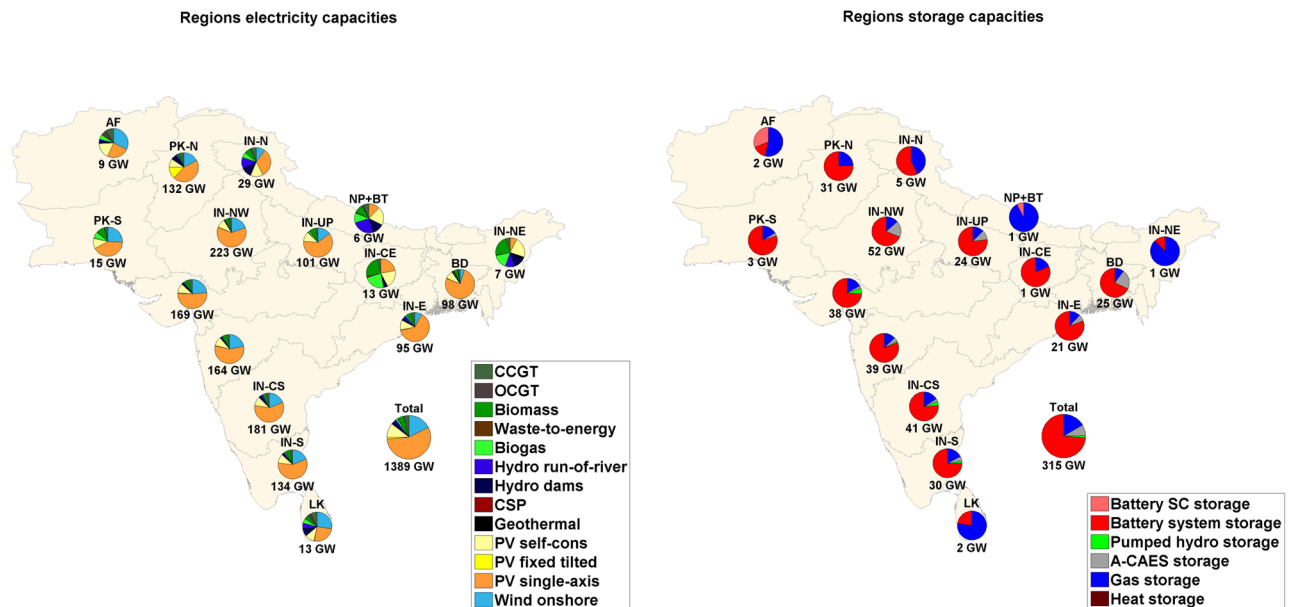 Regions electricity capacities
AF
9 GW
PK-N
132 GW
IN-N
29 GW
NP+BT
6 GW
PK-S
15 GW
IN-NW
223 GW
IN-UP
101 GW
IN-NE
7 GW
IN-CE
13 GW
BD
98 GW
169 GW
IN-E
95 GW
164 GW
IN-CS
181 GW
Total
1389 GW
IN-S
134 GW
LK
13 GW
CCGT
OCGT
Biomass
Waste-to-energy
Biogas
Hydro run-of-river
Hydro dams
CSP
Geothermal
PV self-cons
PV fixed tilted
PV single-axis
Wind onshore
Regions storage capacities
AF
2 GW
PK-N
31 GW
IN-N
5 GW
NP+BT
1 GW
PK-S
3 GW
IN-NW
52 GW
IN-UP
24 GW
IN-NE
1 GW
IN-CE
1 GW
BD
25 GW
38 GW
IN-E
21 GW
39 GW
IN-CS
41 GW
Total
315 GW
IN-S
30 GW
LK
2 GW
Battery SC storage
Battery system storage
Pumped hydro storage
A-CAES storage
Gas storage
Heat storage